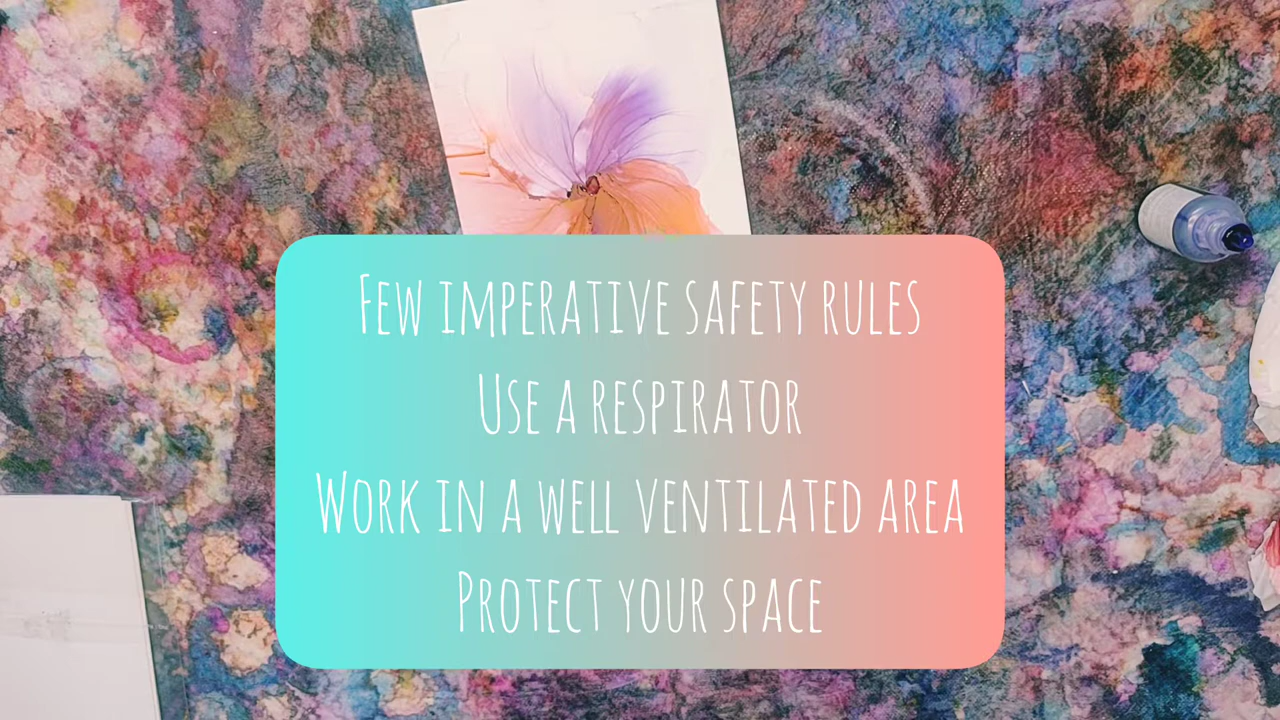 Few imperative safety rules
Use a respirator
Work in a well ventilated area
Protect your space